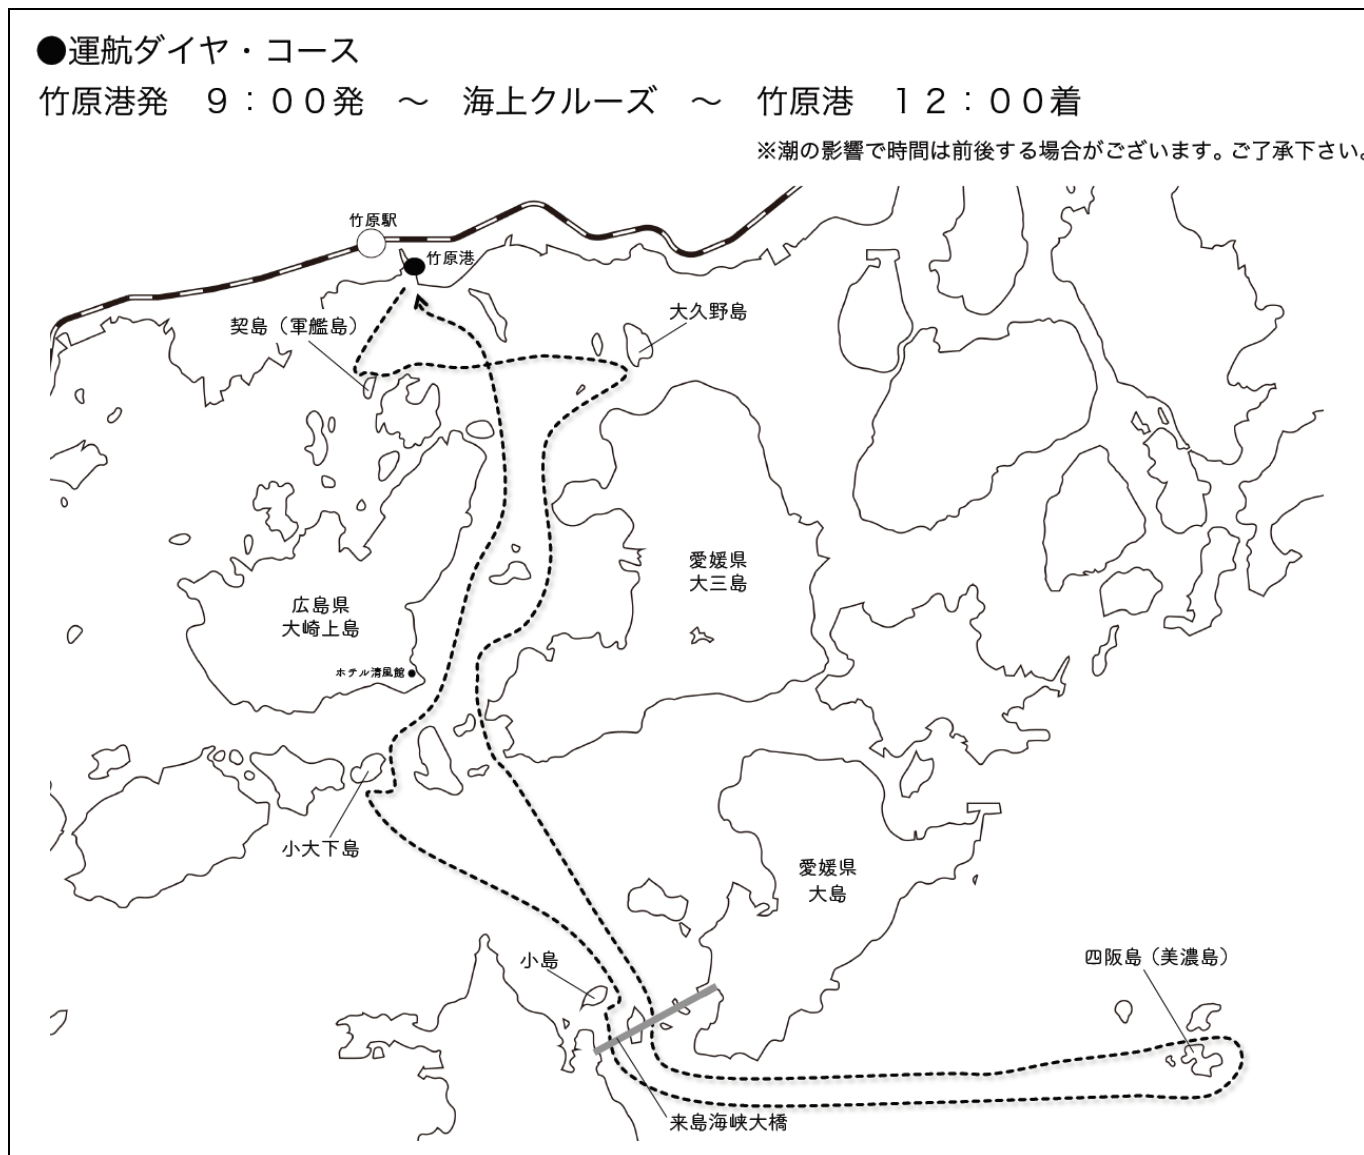 ●運航ダイヤ・コース
竹原港発　９：００発　～　海上クルーズ　～　竹原港　１２：００着
※潮の影響で時間は前後する場合がございます。ご了承下さい。
竹原駅
竹原港
大久野島
契島（軍艦島）
愛媛県
大三島
広島県
大崎上島
ホテル清風館
小大下島
愛媛県
大島
小島
四阪島（美濃島）
来島海峡大橋